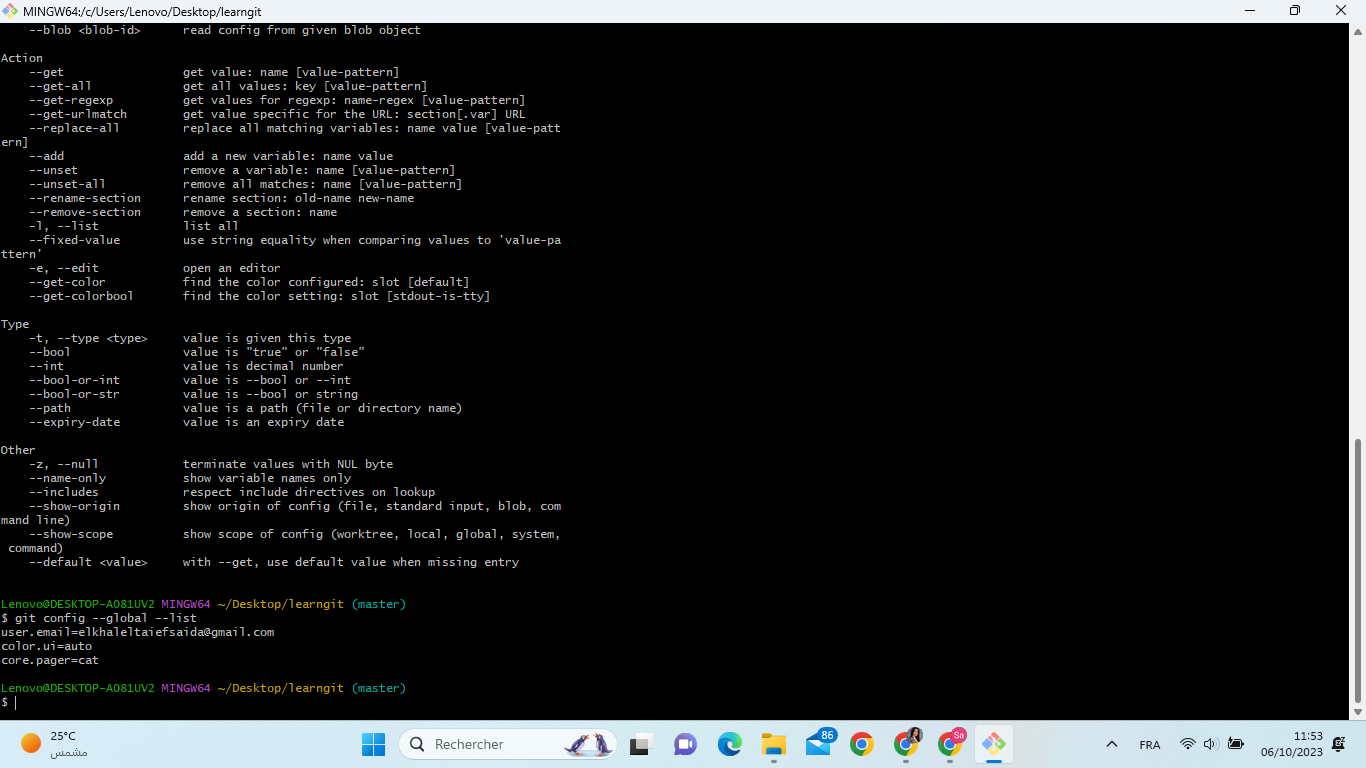 MINGW64:/c/Users/Lenovo/Desktop/learngit
--blob <blob-id> read config from given blob object
Action
--get get value: name [value-pattern]
--get-all get all values: key [value-pattern]
--get-regexp get values for regexp: name-regex [value-pattern]
--get-urlmatch get value specific for the URL: section[.var] URL
--replace-all replace all matching variables: name value [value-patt
ern]
--add add a new variable: name value
--unset remove a variable: name [value-pattern]
--unset-all remove all matches: name [value-pattern]
--rename-section rename section: old-name new-name
--remove-section remove a section: name
-l, --list list all
--fixed-value use string equality when comparing values to 'value-pa
ttern'
-e, --edit open an editor
--get-color find the color configured: slot [default]
--get-colorbool find the color setting: slot [stdout-is-tty]
Type
-t, --type <type> value is given this type
--bool value is "true" or "false"
--int value is decimal number
--bool-or-int value is --bool or --int
--bool-or-str value is --bool or string
--path value is a path (file or directory name)
--expiry-date value is an expiry date
Other
-z, --null terminate values with NUL byte
--name-only show variable names only
--includes respect include directives on lookup
--show-origin show origin of config (file, standard input, blob, com
mand line)
--show-scope show scope of config (worktree, local, global, system,
command)
--default <value> with --get, use default value when missing entry
Lenovo@DESKTOP-AO81UV2 MINGW64 ~/Desktop/learngit (master)
$ git config --global --list
user.email=elkhaleltaiefsaida@gmail.com
color.ui=auto
core.pager=cat
Lenovo@DESKTOP-AO81UV2 MINGW64 ~/Desktop/learngit (master)
$
25°C
مشمس
Rechercher
86
Sa
FRA
11:53
06/10/2023